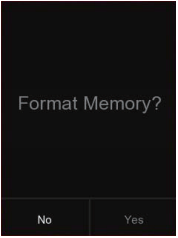 Format Memory?
No
Yes